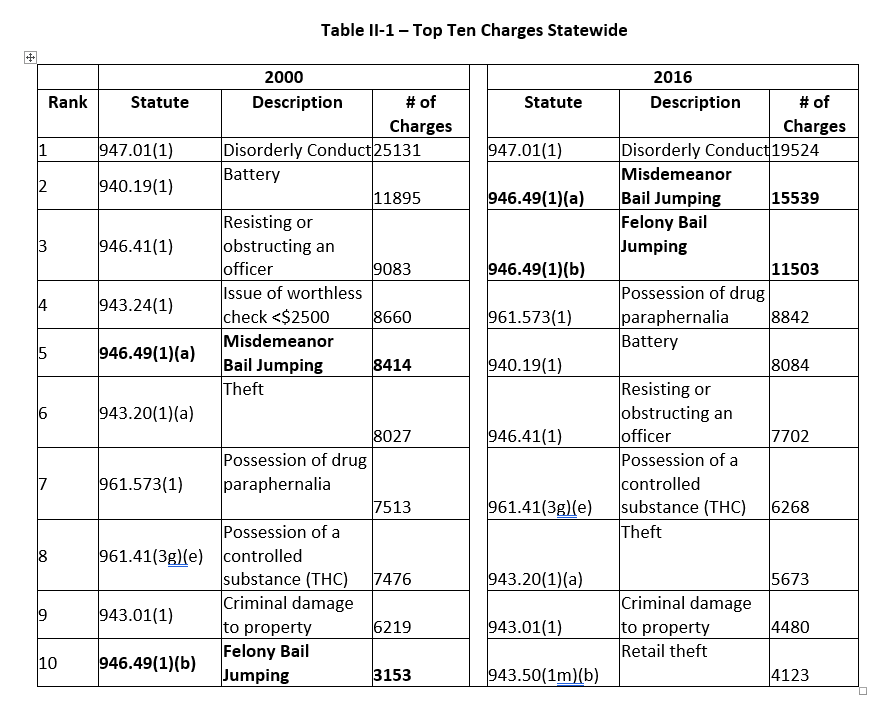 Table II-1 – Top Ten Charges Statewide
2000 2016
Rank Statute Description # of Charges Statute Description # of Charges
1 947.01(1) Disorderly Conduct 25131 947.01(1) Disorderly Conduct 19524
2 940.19(1) Battery 11895 946.49(1)(a) Misdemeanor Bail Jumping 15539
3 946.41(1) Resisting or obstructing an officer 9083 946.49(1)(b) Felony Bail Jumping 11503
4 943.24(1) Issue of worthless check <$2500 8660 961.573(1) Possession of drug paraphernalia 8842
5 946.49(1)(a) Misdemeanor Bail Jumping 8414 940.19(1) Battery 8084
6 943.20(1)(a) Theft 8027 946.41(1) Resisting or obstructing an officer 7702
7 961.573(1) Possession of drug paraphernalia 7513 961.41(3g)(e) Possession of a controlled substance (THC) 6268
8 961.41(3g)(e) Possession of a controlled substance (THC) 7476 943.20(1)(a) Theft 5673
9 943.01(1) Criminal damage to property 6219 943.01(1) Criminal damage to property 4480
10 946.49(1)(b) Felony Bail Jumping 3153 943.50(1m)(b) Retail theft 4123